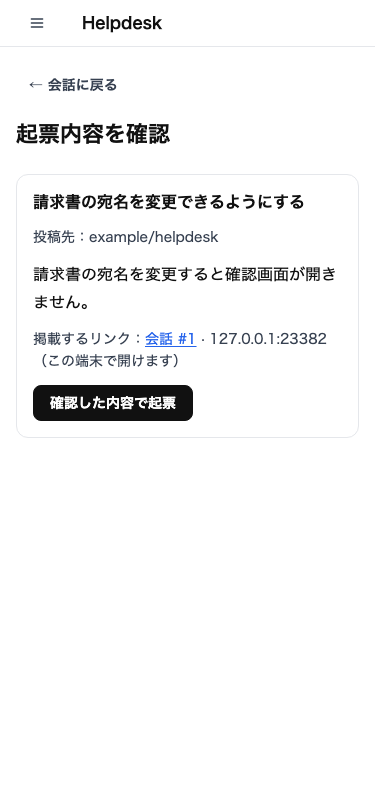 Helpdesk
← 会話に戻る
起票内容を確認
請求書の宛名を変更できるようにする
投稿先：example/helpdesk
請求書の宛名を変更すると確認画面が開き
ません。
掲載するリンク：会話 #1 · 127.0.0.1:23382
（この端末で開けます）
確認した内容で起票